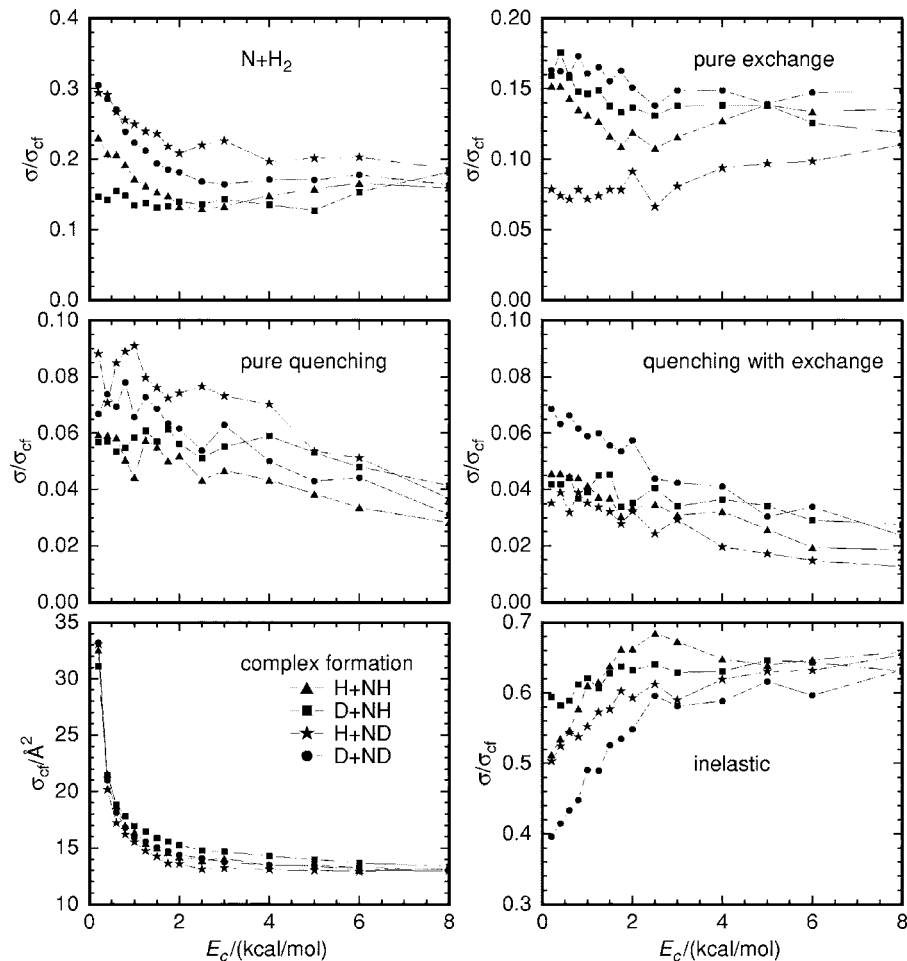 0.4
0.3
0.2
0.1
0.0
σ/σcf
N+H2
0.20
0.15
0.10
0.05
0.00
σ/σcf
pure exchange
0.10
0.08
0.06
0.04
0.02
0.00
σ/σcf
pure quenching
0.10
0.08
0.06
0.04
0.02
0.00
σ/σcf
quenching with exchange
35
30
25
20
15
10
σcf/Å2
complex formation
H+NH
D+NH
H+ND
D+ND
0 2 4 6 8
Ec/(kcal/mol)
0.7
0.6
0.5
0.4
0.3
σ/σcf
inelastic
0 2 4 6 8
Ec/(kcal/mol)